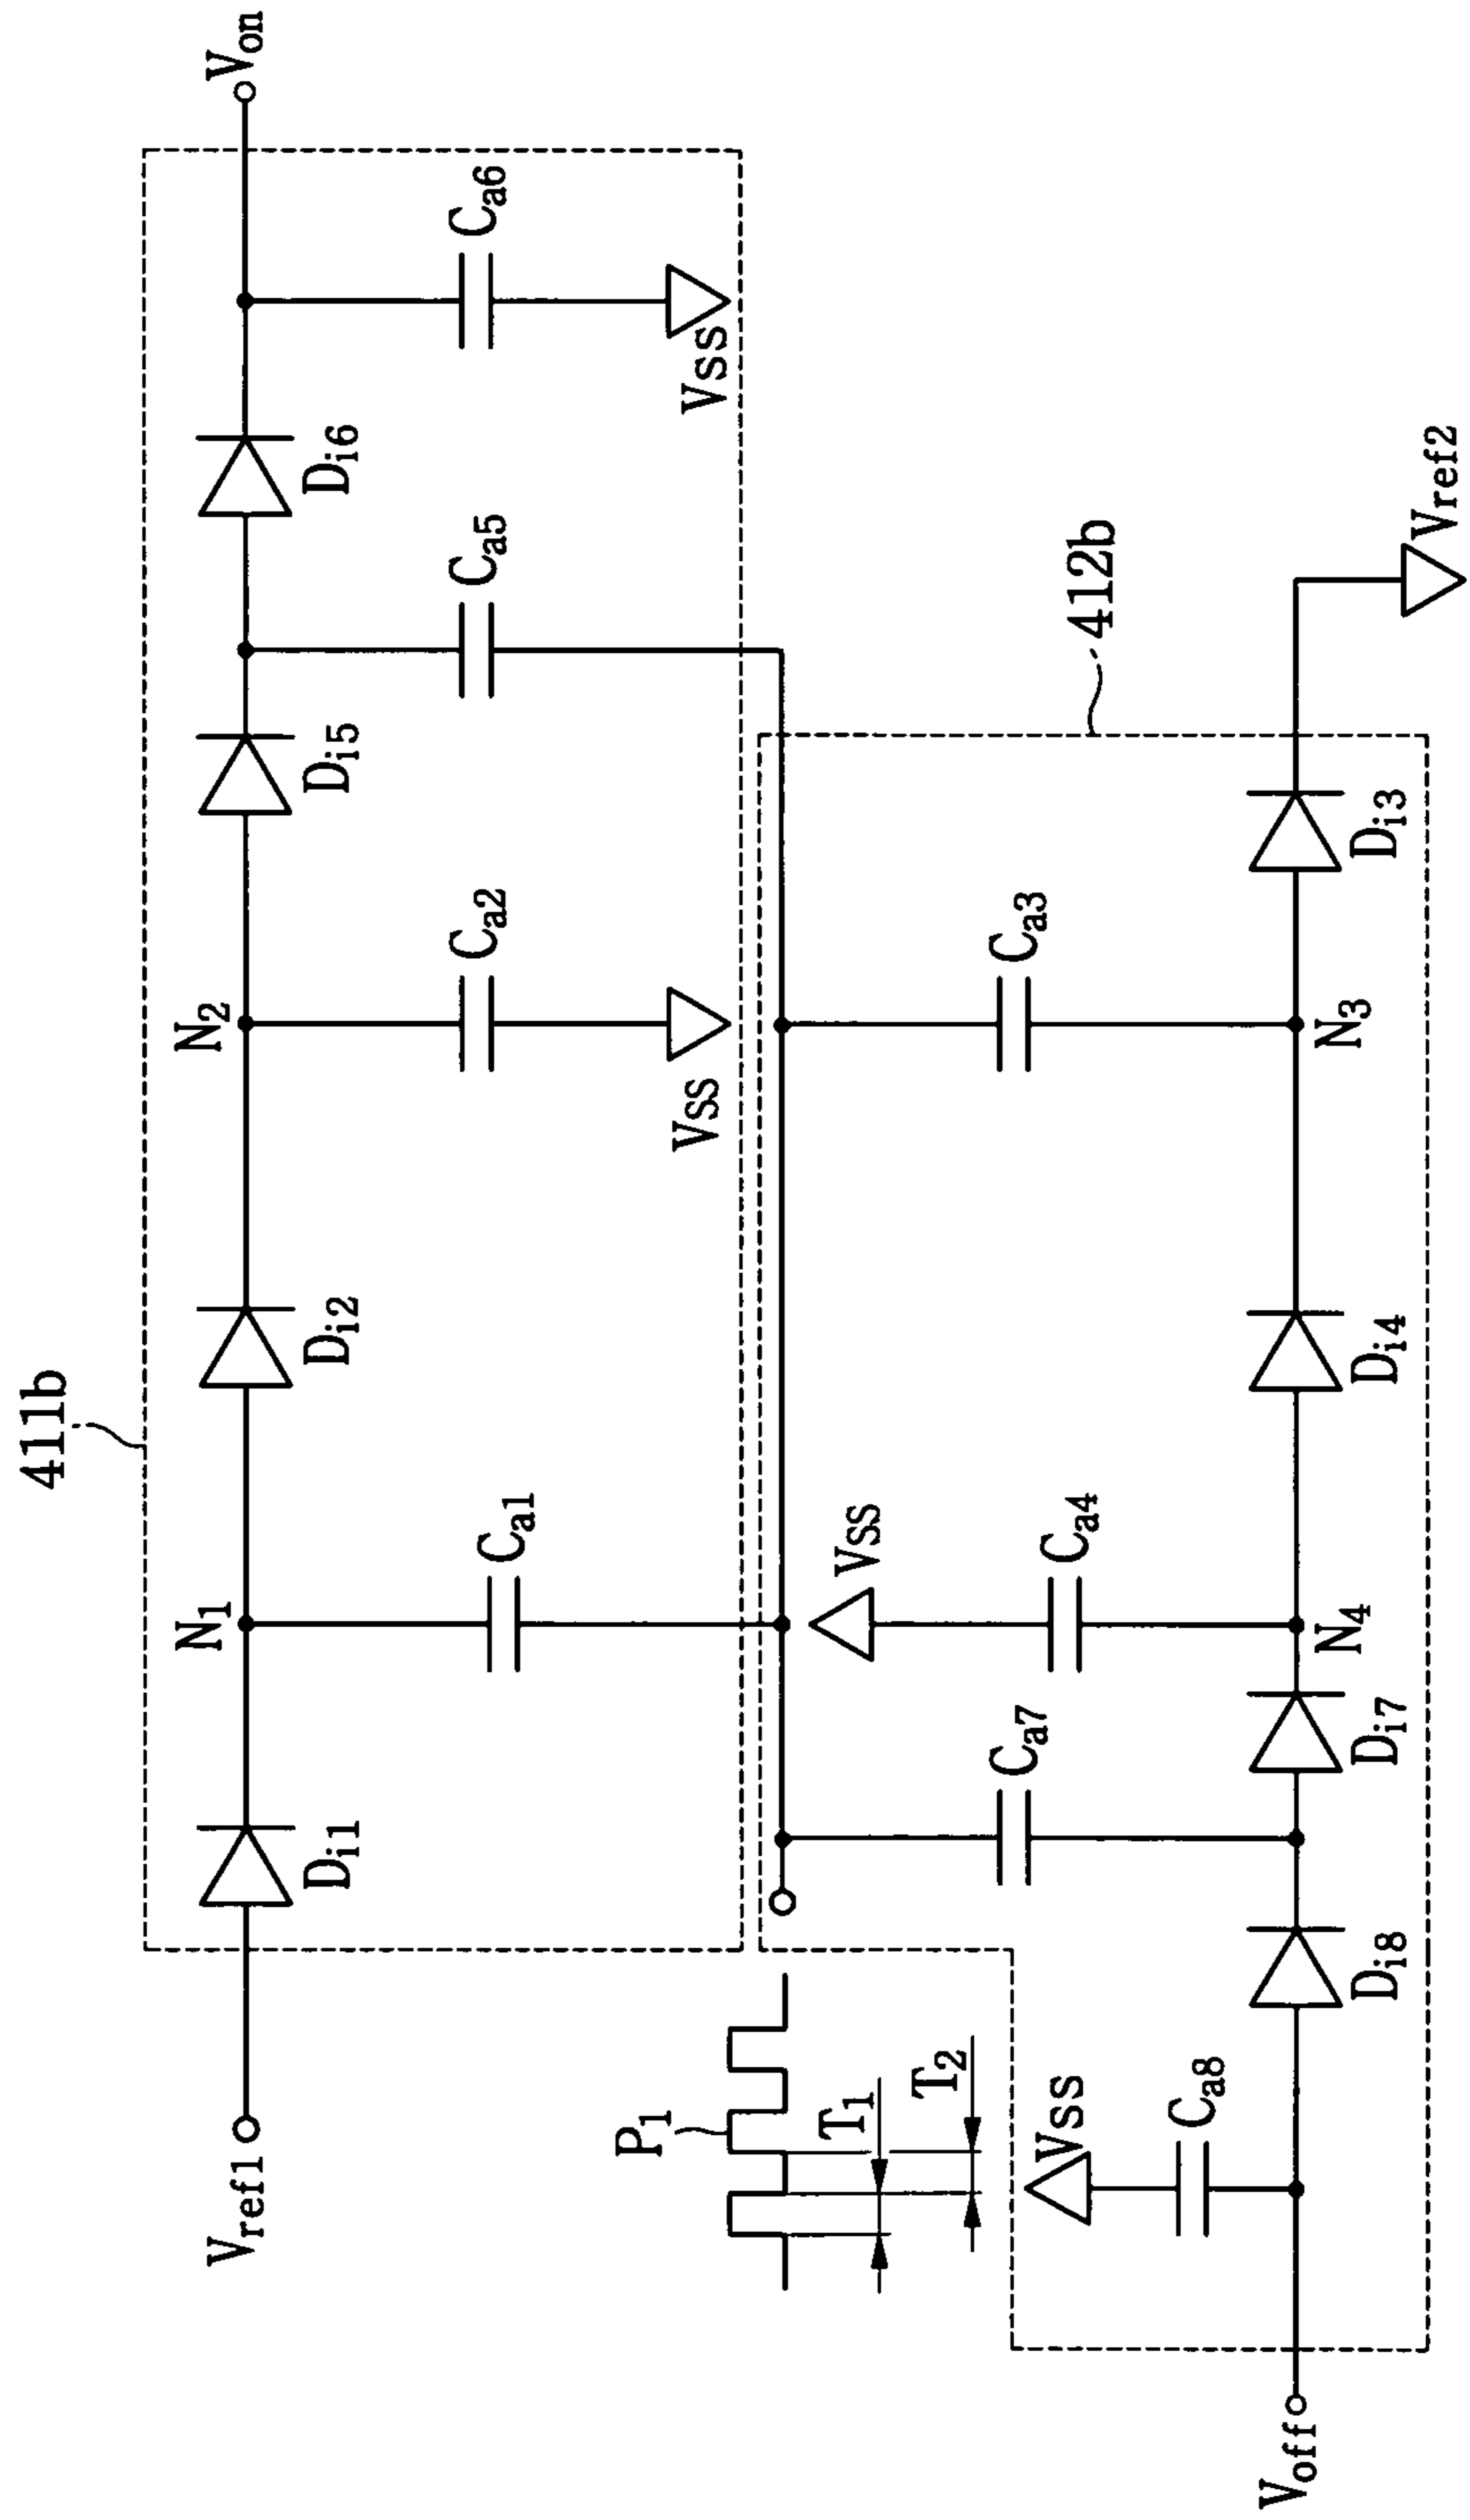 411b
Vref1
Di1
N1
Ca1
Di2
N2
Ca2
VSS
Di5
Ca5
Di6
Ca6
VSS
Von
P1
T1
T2
412b
Voff
Ca8
VSS
Di8
Ca7
Di7
VSS
Ca4
N4
Di4
Ca3
N3
Di3
Vref2